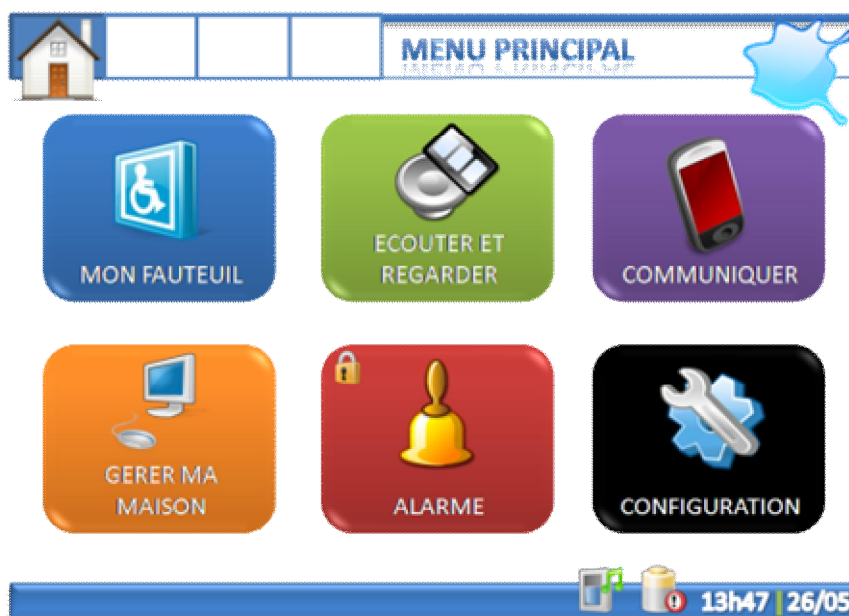 MENU PRINCIPAL
MON FAUTEUIL
ECOUTER ET
REGARDER
COMMUNIQUER
GERER MA
MAISON
ALARME
CONFIGURATION
13h47 | 26/05